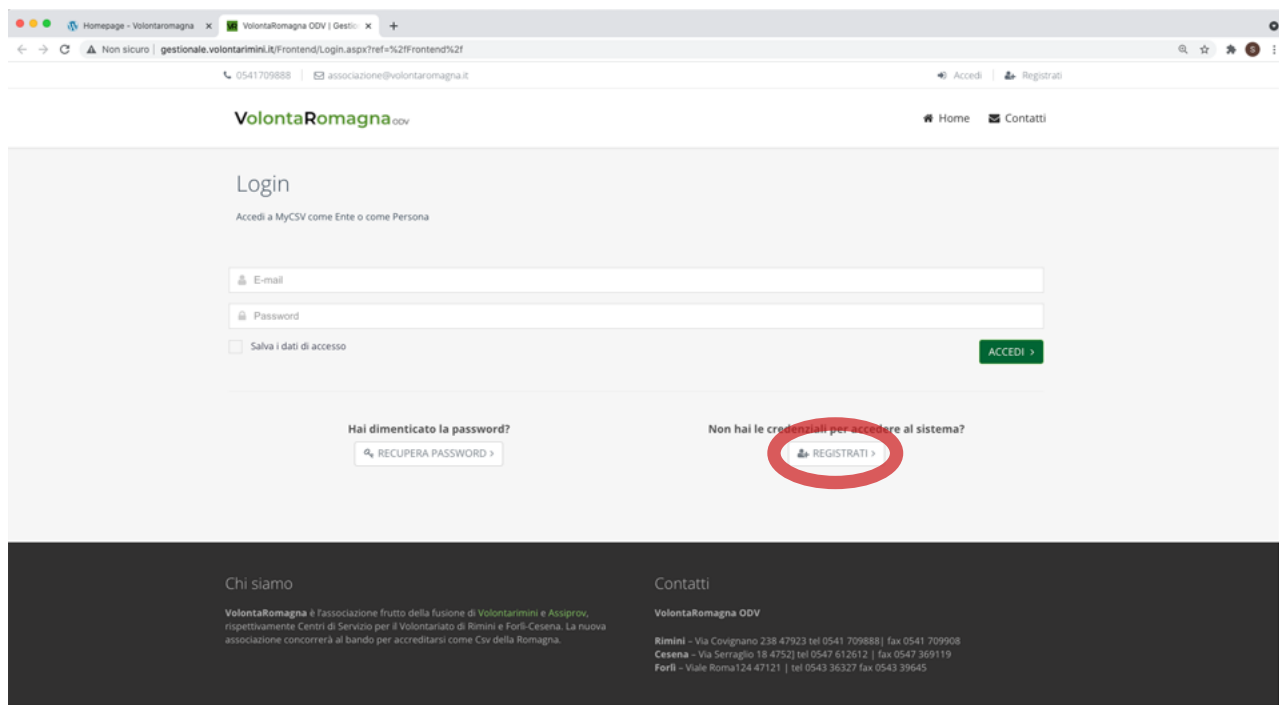 Homepage - Volontaromagna
VolontaRomagna ODV | Gestio
Non sicuro | gestionale.volontarimini.it/Frontend/Login.aspx?ref=%2fFrontend%2f
S
0541709888 | associazione@volontaromagna.it
Accedi | Registrati
VolontaRomagna ODV
Home Contatti
Login
Accedi a MyCSV come Ente o come Persona
E-mail
Password
Salva i dati di accesso
ACCEDI >
Hai dimenticato la password?
RECUPERA PASSWORD >
Non hai le credenziali per accedere al sistema?
REGISTRATI >
Chi siamo
VolontaRomagna è l'associazione frutto della fusione di Volontarimini e Assiprov,
rispettivamente Centri di Servizio per il Volontariato di Rimini e Forlì-Cesena. La nuova
associazione concorrerà al bando per accreditarsi come Csv della Romagna.
Contatti
VolontaRomagna ODV
Rimini – Via Covignano 238 47923 tel 0541 709888| fax 0541 709908
Cesena – Via Serraglio 18 4752] tel 0547 612612 | fax 0547 369119
Forlì – Viale Roma124 47121 | tel 0543 36327 fax 0543 39645